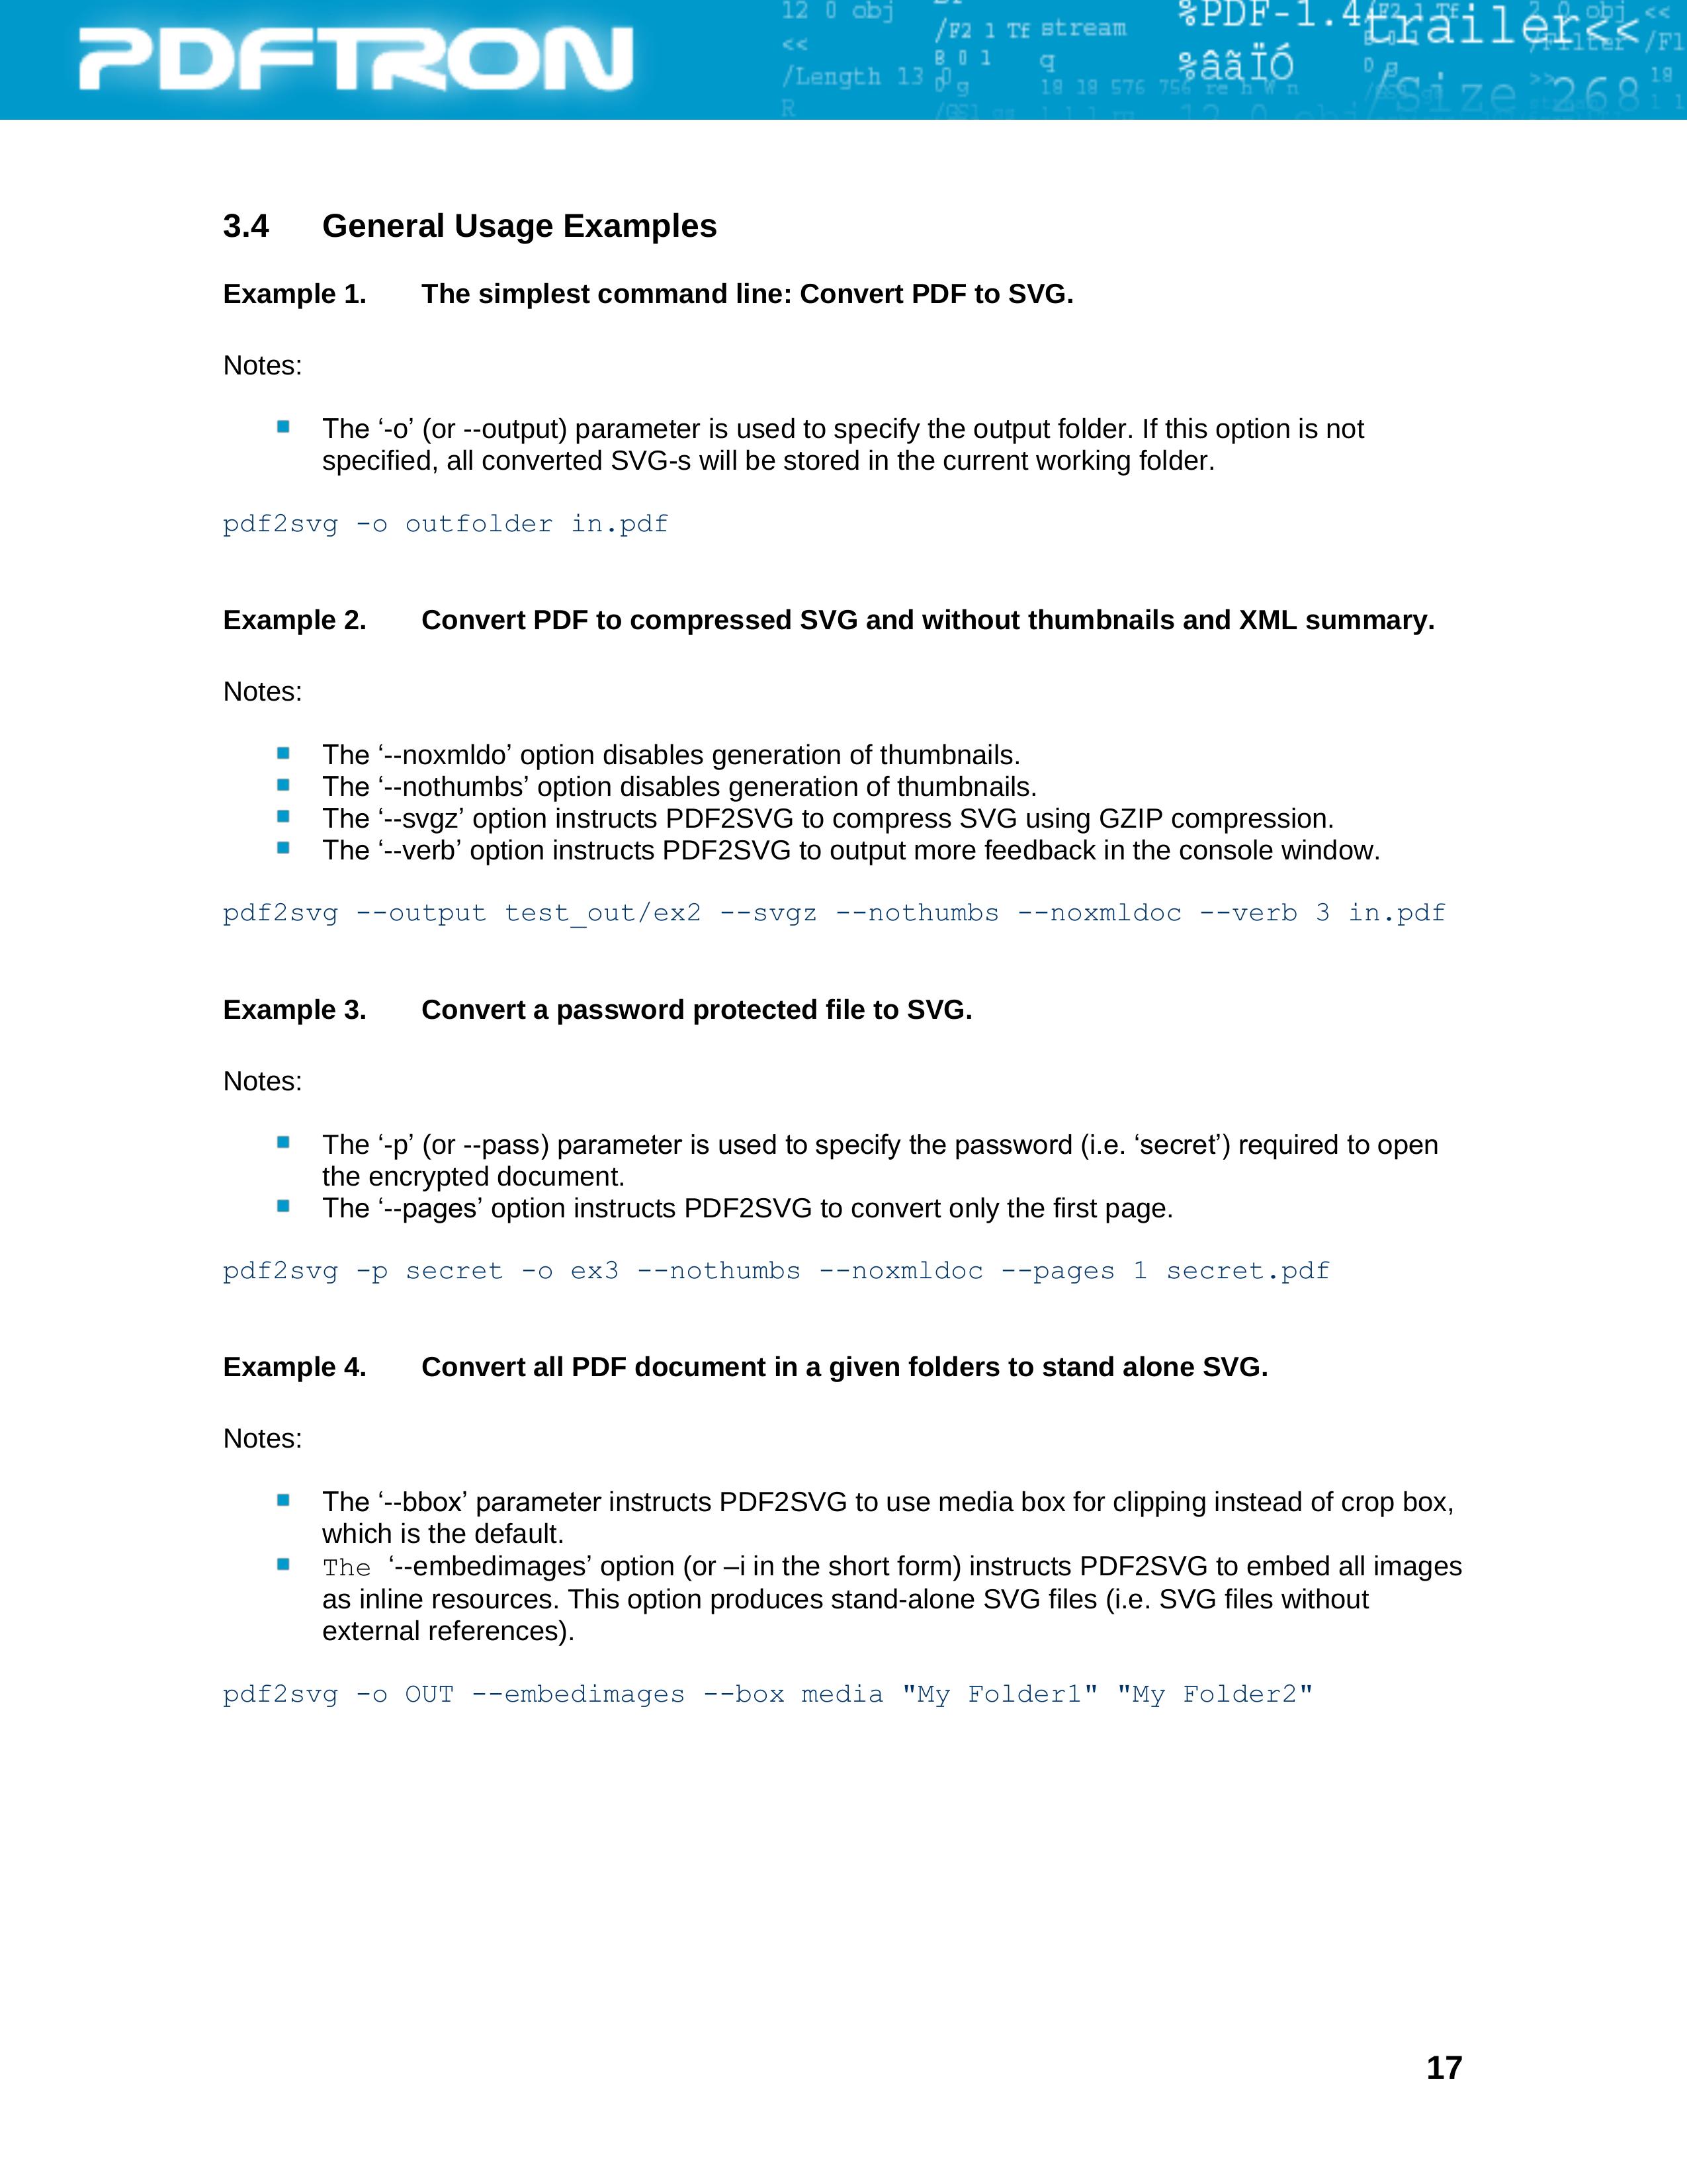 PDFTRON
12 0 obj
<<
/Length 13 0
R
/F2 1 Tf
stream
q
18 18 576 756 re h W n
%PDF-1.4
%âãÏÓ
trailer<<
/Size 268
3.4 General Usage Examples
Example 1. The simplest command line: Convert PDF to SVG.
Notes:
The ‘-o’ (or --output) parameter is used to specify the output folder. If this option is not
specified, all converted SVG-s will be stored in the current working folder.
pdf2svg -o outfolder in.pdf
Example 2. Convert PDF to compressed SVG and without thumbnails and XML summary.
Notes:
The ‘--noxmldo’ option disables generation of thumbnails.
The ‘--nothumbs’ option disables generation of thumbnails.
The ‘--svgz’ option instructs PDF2SVG to compress SVG using GZIP compression.
The ‘--verb’ option instructs PDF2SVG to output more feedback in the console window.
pdf2svg --output test_out/ex2 --svgz --nothumbs --noxmldoc --verb 3 in.pdf
Example 3. Convert a password protected file to SVG.
Notes:
The ‘-p’ (or --pass) parameter is used to specify the password (i.e. ‘secret’) required to open
the encrypted document.
The ‘--pages’ option instructs PDF2SVG to convert only the first page.
pdf2svg -p secret -o ex3 --nothumbs --noxmldoc --pages 1 secret.pdf
Example 4. Convert all PDF document in a given folders to stand alone SVG.
Notes:
The ‘--bbox’ parameter instructs PDF2SVG to use media box for clipping instead of crop box,
which is the default.
The ‘--embedimages’ option (or –i in the short form) instructs PDF2SVG to embed all images
as inline resources. This option produces stand-alone SVG files (i.e. SVG files without
external references).
pdf2svg -o OUT --embedimages --box media "My Folder1" "My Folder2"
17